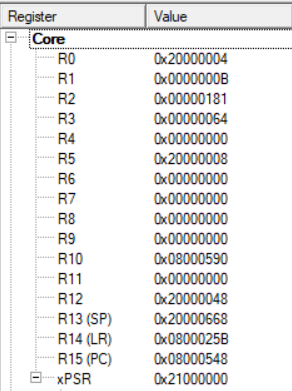 Register Value
Core
R0 0x20000004
R1 0x0000000B
R2 0x00000181
R3 0x00000064
R4 0x00000000
R5 0x20000008
R6 0x00000000
R7 0x00000000
R8 0x00000000
R9 0x00000000
R10 0x08000590
R11 0x00000000
R12 0x20000048
R13 (SP) 0x20000668
R14 (LR) 0x0800025B
R15 (PC) 0x08000548
xPSR 0x21000000